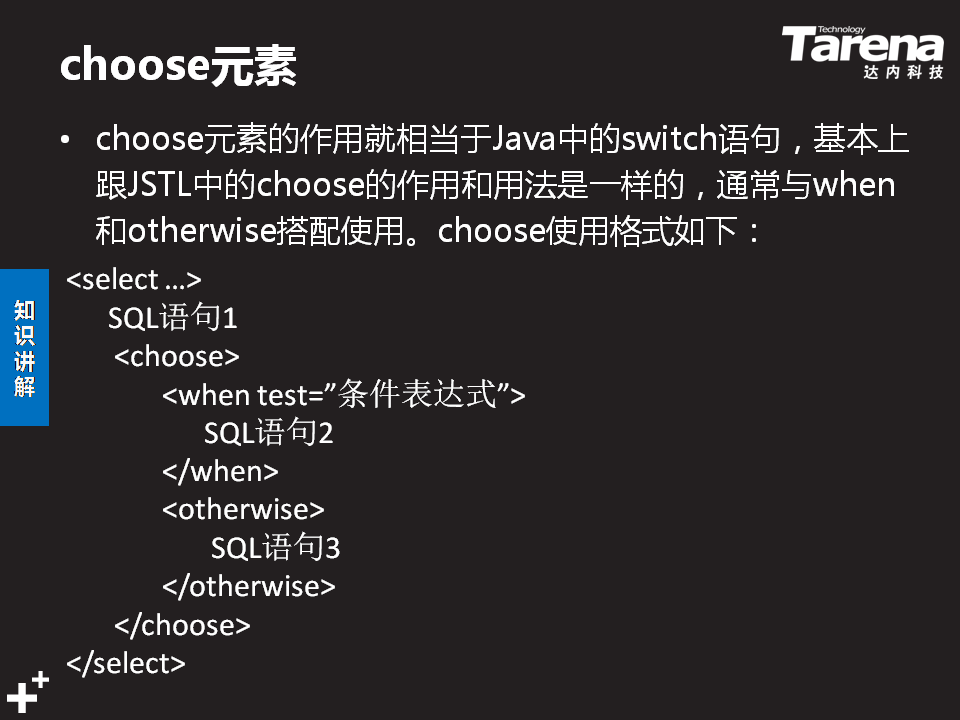 choose元素
Technology
Tarena
达内科技
• choose元素的作用就相当于Java中的switch语句，基本上
跟JSTL中的choose的作用和用法是一样的，通常与when
和otherwise搭配使用。choose使用格式如下：
<select …>
SQL语句1
<choose>
<when test=”条件表达式”>
SQL语句2
</when>
<otherwise>
SQL语句3
</otherwise>
</choose>
</select>
知
识
讲
解